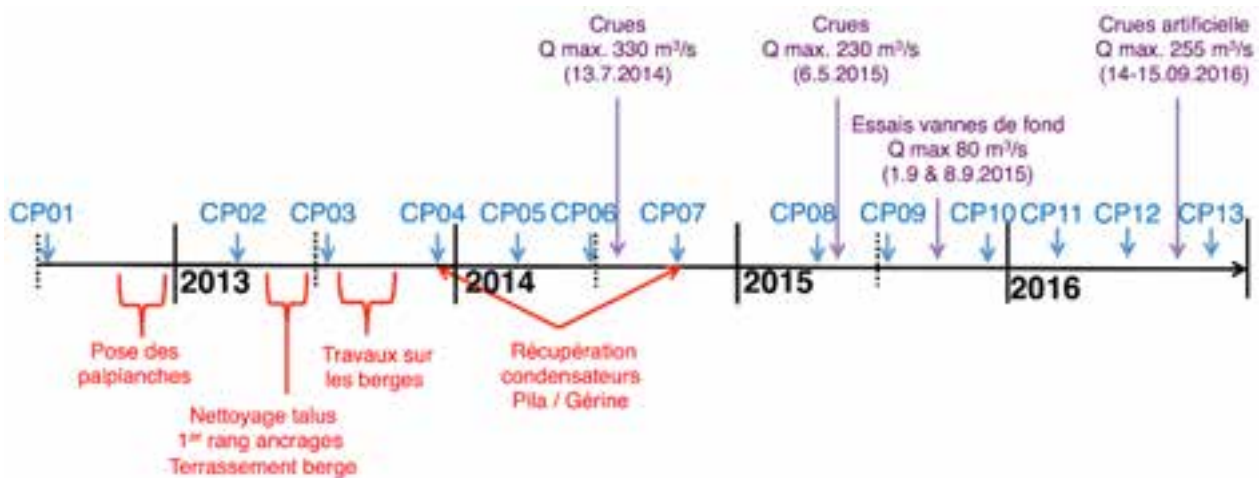 Crues
Q max. 330 m³/s
(13.7.2014)
Crues
Q max. 230 m³/s
(6.5.2015)
Crues artificielle
Q max. 255 m³/s
(14-15.09.2016)
Essais vannes de fond
Q max 80 m³/s
(1.9 & 8.9.2015)
CP01 CP02 CP03 CP04 CP05 CP06 CP07 CP08 CP09 CP10 CP11 CP12 CP13
2013 2014 2015 2016
Pose des
palplanches
Nettoyage talus
1er rang ancrages
Terrassement berge
Travaux sur
les berges
Récupération
condensateurs
Pila / Gérine